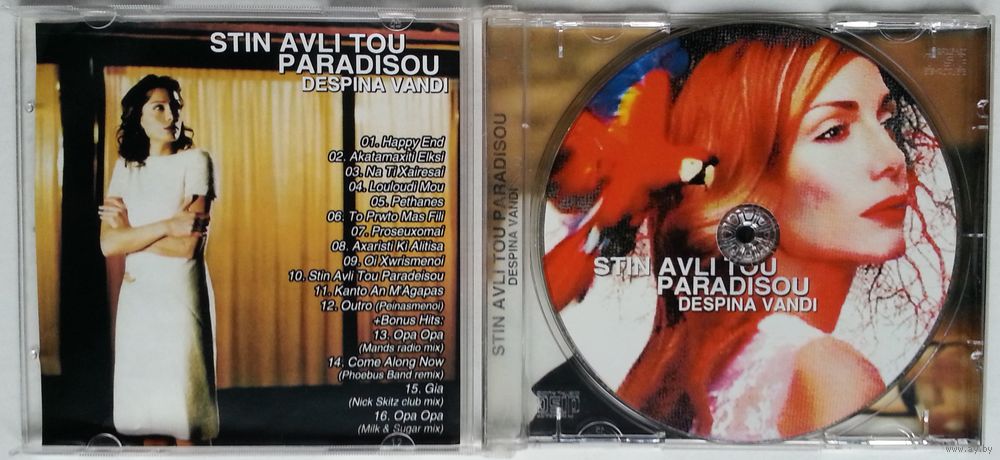 STIN AVLI TOU
PARADISOU
DESPINA VANDI
01. Happy End
02. Akatamaxiti Elksi
03. Na Ti Xairesai
04. Louloudi Mou
05. Pethanes
06. To Prwto Mas Fili
07. Proseuxomai
08. Axaristi Ki Alitisa
09. Oi Xwrismenoi
10. Stin Avli Tou Paradeisou
11. Kanto An M'Agapas
12. Outro (Peinasmenoi)
+Bonus Hits:
13. Opa Opa
(Mands radio mix)
14. Come Along Now
(Phoebus Band remix)
15. Gia
(Nick Skitz club mix)
16. Opa Opa
(Milk & Sugar mix)
STIN AVLI TOU PARADISOU
DESPINA VANDI
STIN AVLI TOU
PARADISOU
DESPINA VANDI
www.ay.by